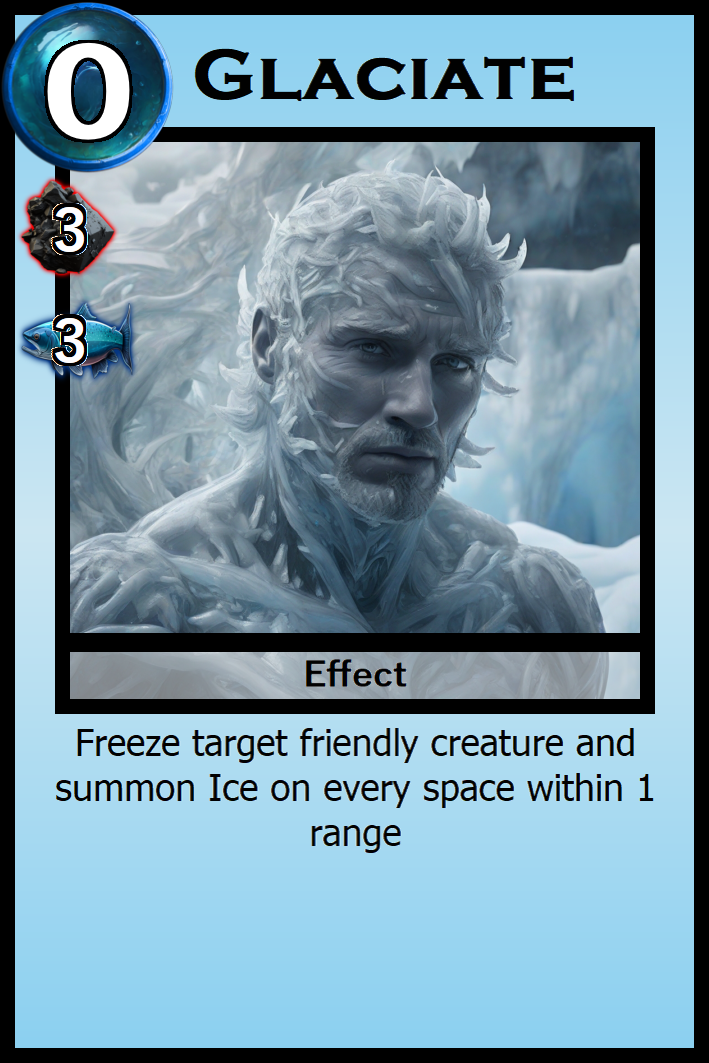 0
Glaciate
3
3
Effect
Freeze target friendly creature and
summon Ice on every space within 1
range